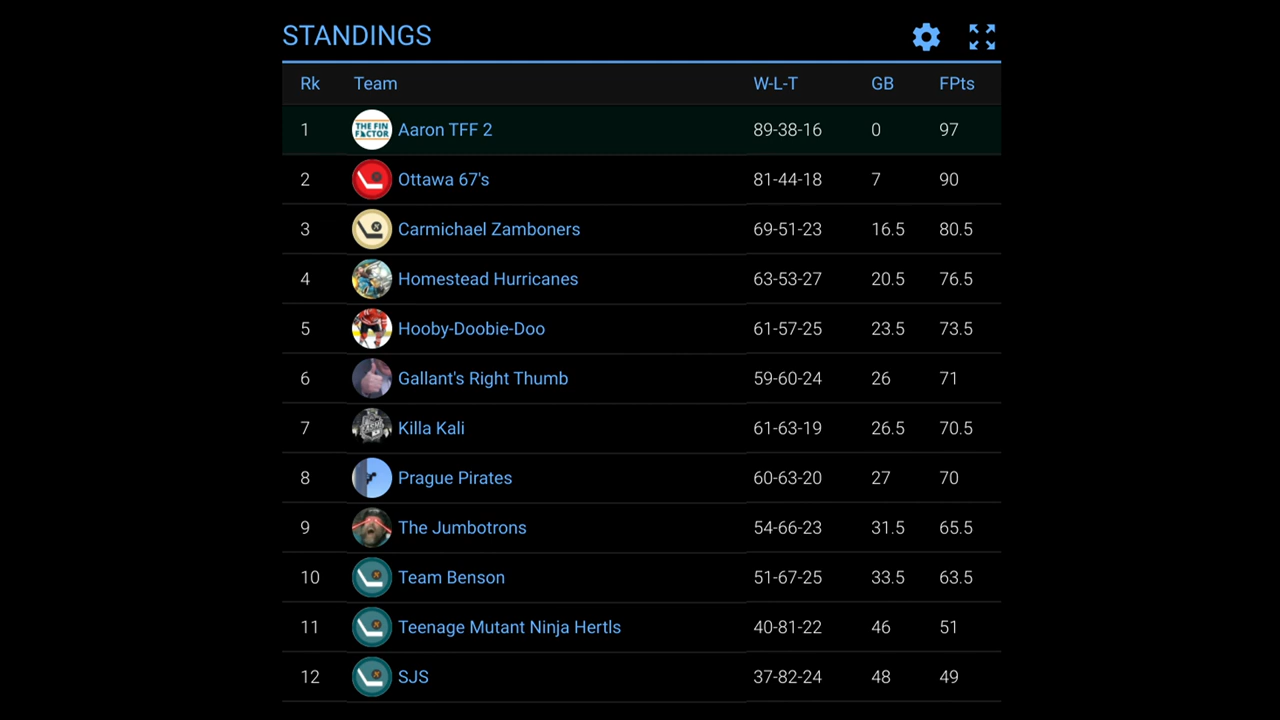 STANDINGS
Rk Team W-L-T GB FPts
1 THE FIN FACTOR Aaron TFF 2 89-38-16 0 97
2 Ottawa 67's 81-44-18 7 90
3 Carmichael Zamboners 69-51-23 16.5 80.5
4 Homestead Hurricanes 63-53-27 20.5 76.5
5 Hooby-Doobie-Doo 61-57-25 23.5 73.5
6 Gallant's Right Thumb 59-60-24 26 71
7 Killa Kali 61-63-19 26.5 70.5
8 Prague Pirates 60-63-20 27 70
9 The Jumbotrons 54-66-23 31.5 65.5
10 Team Benson 51-67-25 33.5 63.5
11 Teenage Mutant Ninja Hertls 40-81-22 46 51
12 SJS 37-82-24 48 49